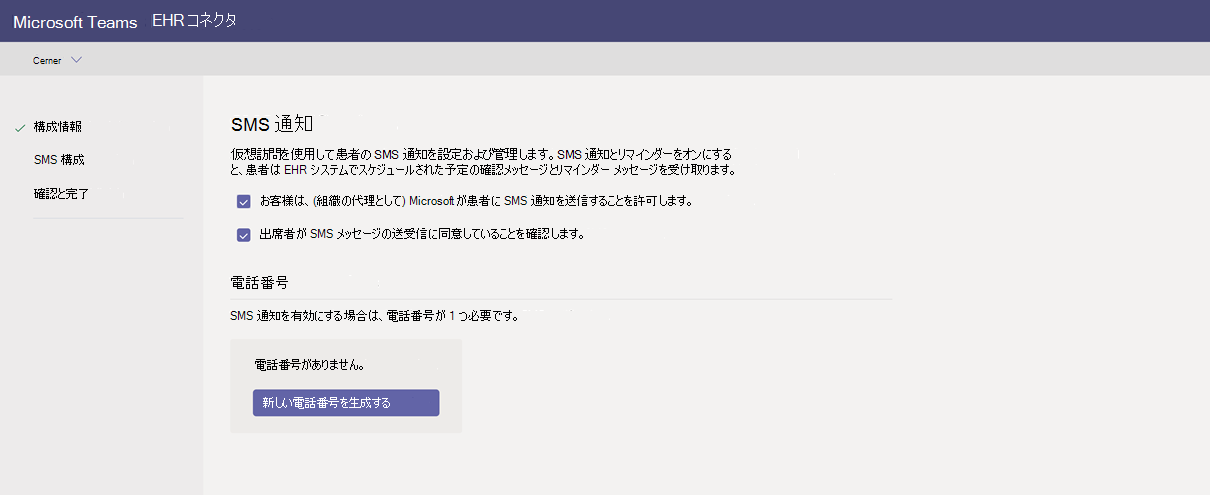 Microsoft Teams EHR コネクタ
Cerner
構成情報
SMS 構成
確認と完了
SMS 通知
仮想訪問を使用して患者の SMS 通知を設定および管理します。SMS 通知とリマインダーをオンにする
と、患者は EHR システムでスケジュールされた予定の確認メッセージとリマインダー メッセージを受け取ります。
お客様は、(組織の代理として) Microsoft が患者に SMS 通知を送信することを許可します。
出席者が SMS メッセージの送受信に同意していることを確認します。
電話番号
SMS 通知を有効にする場合は、電話番号が 1 つ必要です。
電話番号がありません。
新しい電話番号を生成する